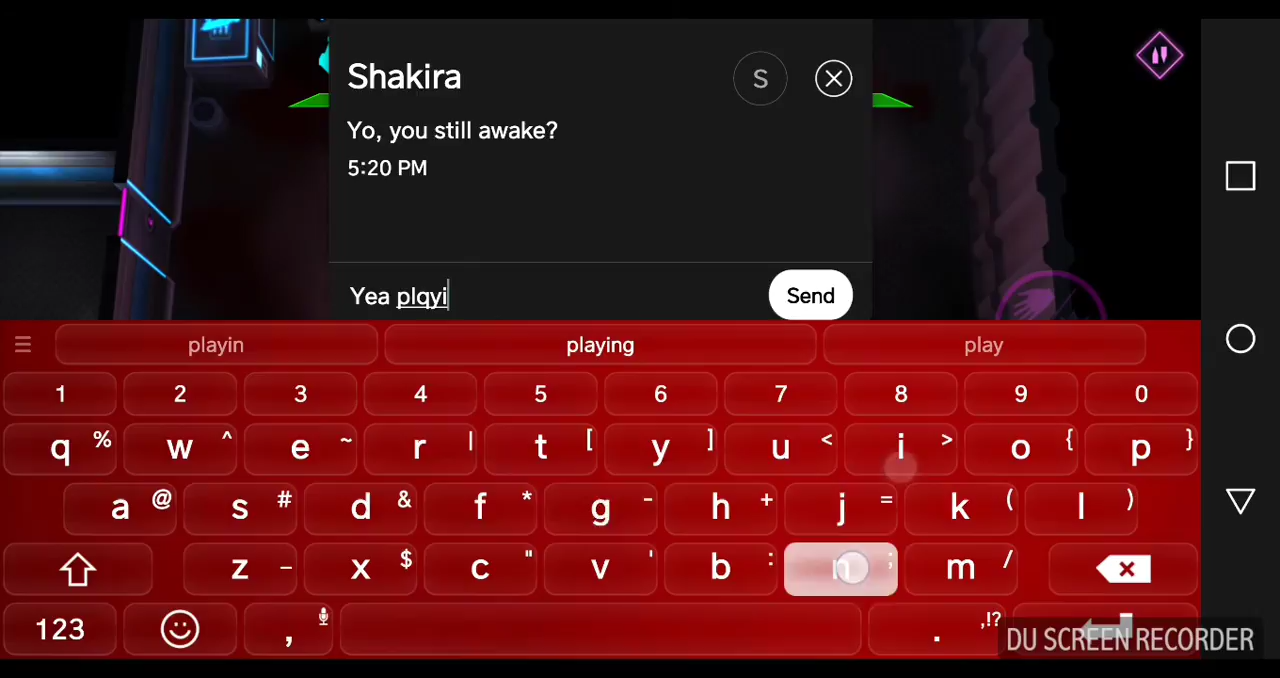 Shakira
S
Yo, you still awake?
5:20 PM
Yea plqyi
Send
playin playing play
1 2 3 4 5 6 7 8 9 0
q % w ^ e ~ r | t [ y ] u < i > o { p }
a @ s # d & f * g - h + j = k ( l )
z _ x $ c " v ' b : n ; m /
123 , . ,!?
DU SCREEN RECORDER